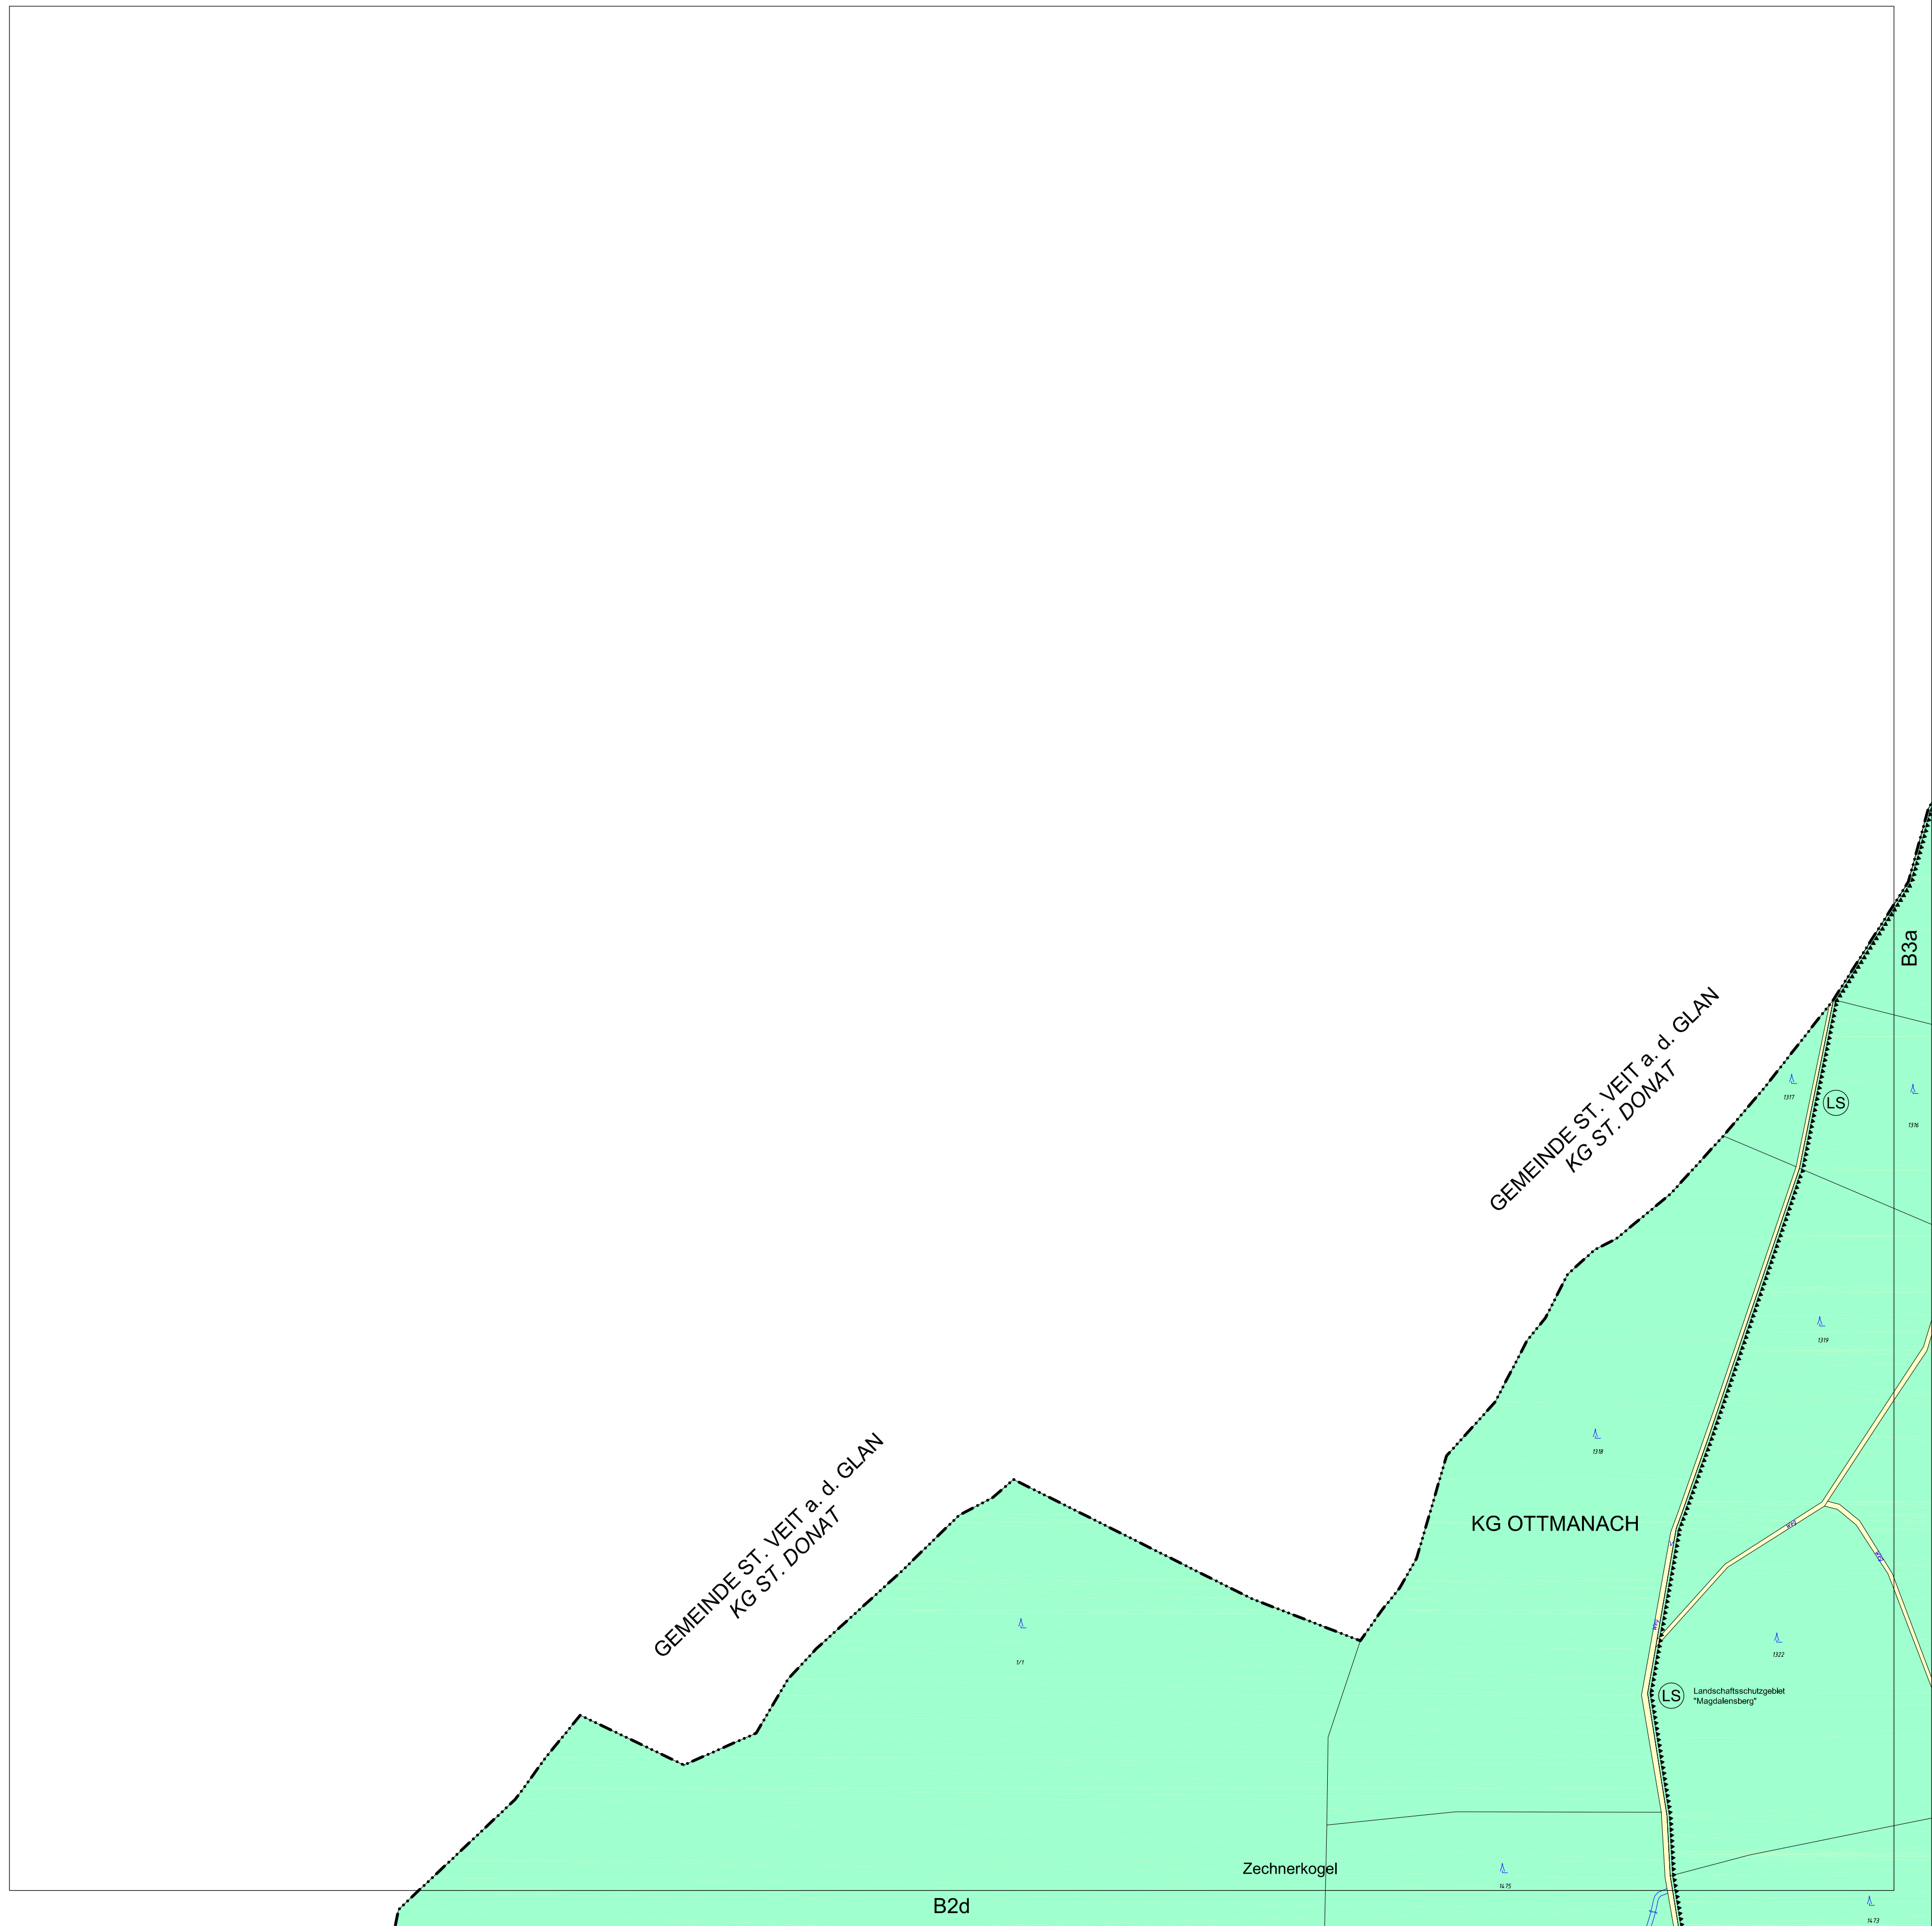 B3a
GEMEINDE ST. VEIT a. d. GLAN
KG ST. DONAT
1317
LS
1316
1319
GEMEINDE ST. VEIT a. d. GLAN
KG ST. DONAT
1318
KG OTTMANACH
1/1
1322
LS
Landschaftsschutzgebiet
"Magdalensberg"
Zechnerkogel
1475
B2d
1473